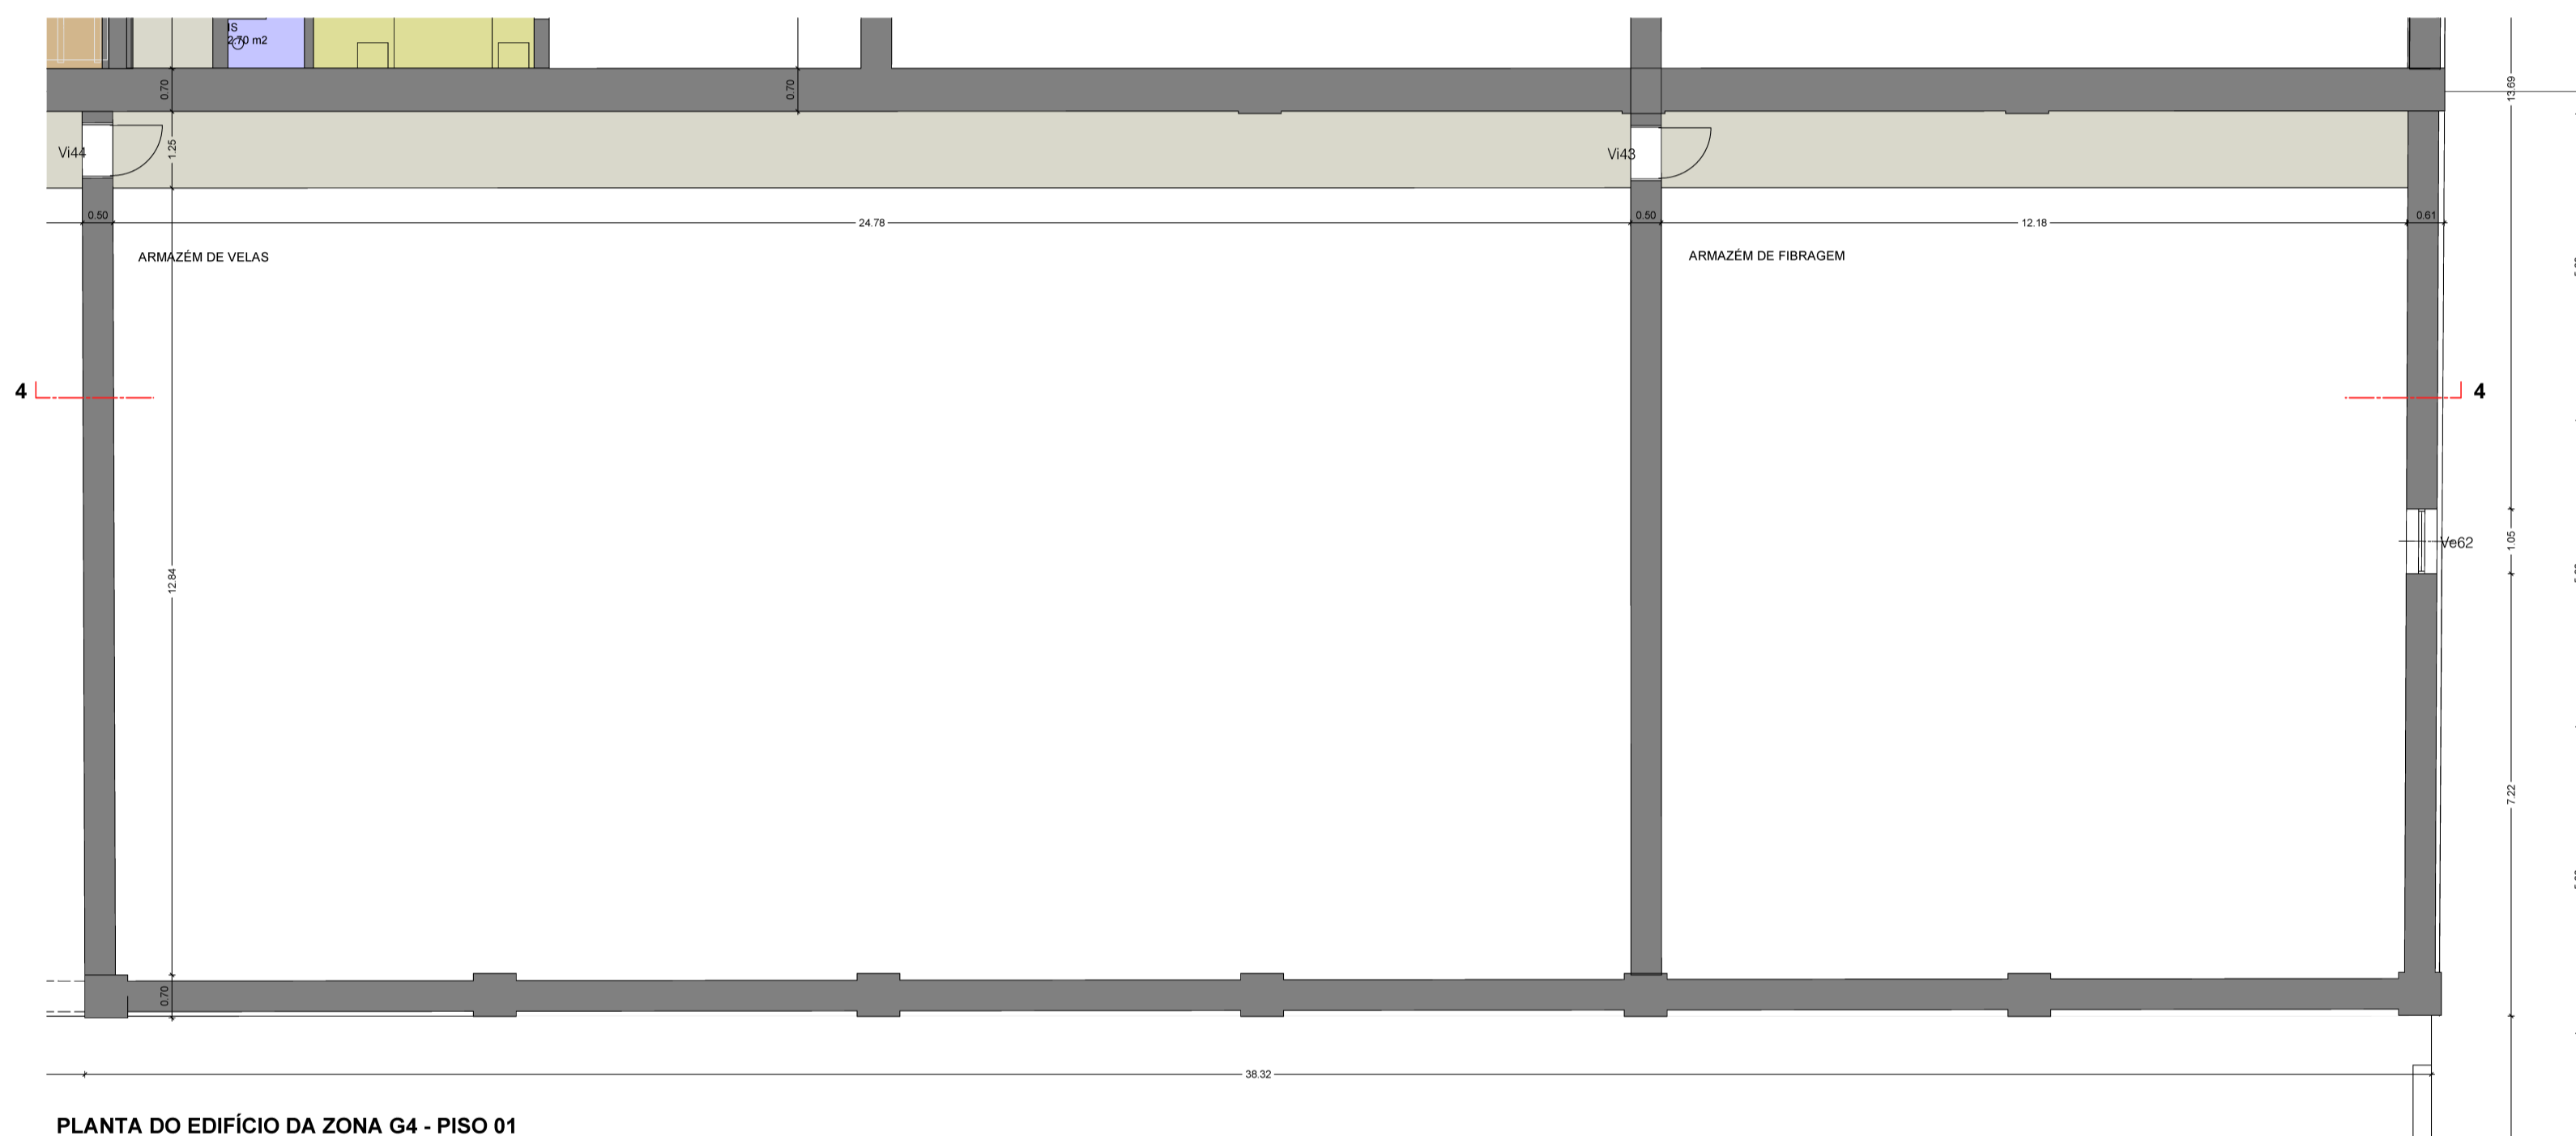 IS
2.70 m2
0.70
0.70
13.69
Vi44
1.25
Vi43
0.50
24.78
0.50
12.18
0.61
ARMAZÉM DE VELAS
ARMAZÉM DE FIBRAGEM
4
4
12.84
Ve62
1.05
7.22
0.70
38.32
PLANTA DO EDIFÍCIO DA ZONA G4 - PISO 01